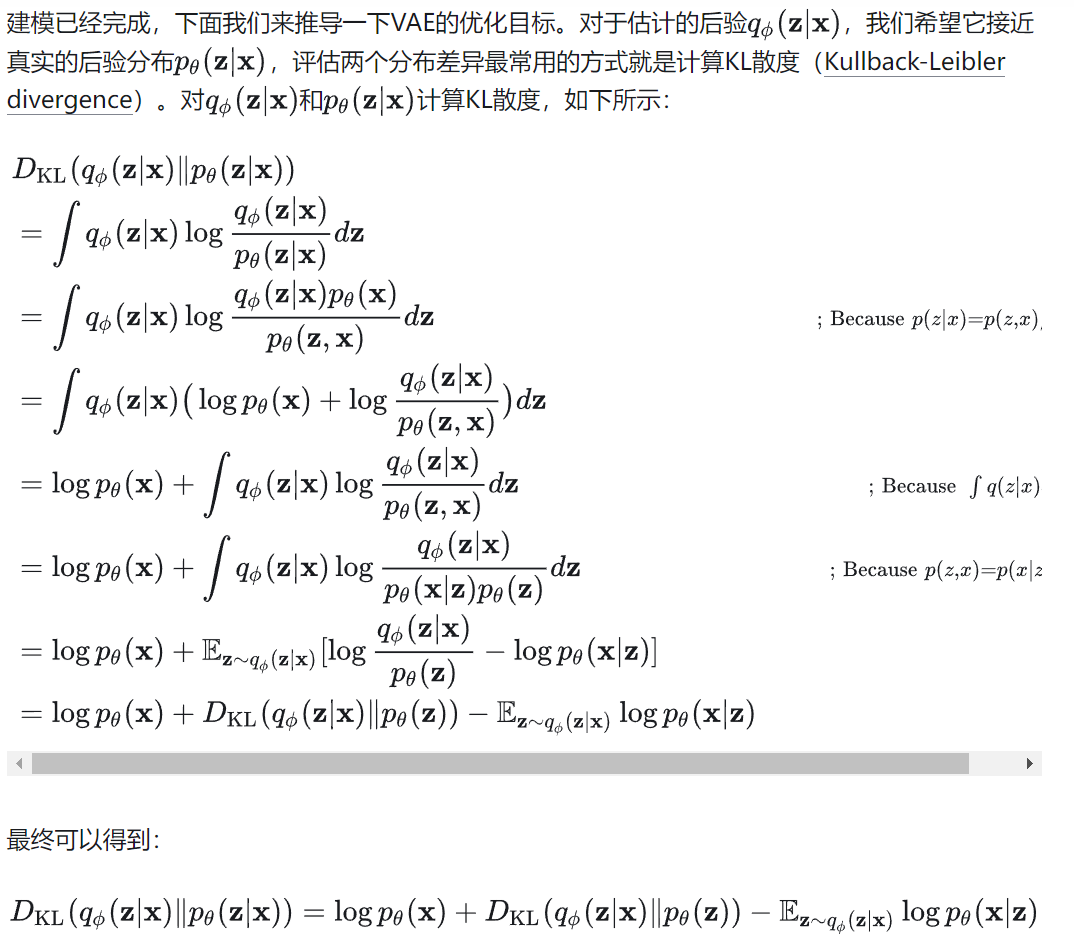 建模已经完成，下面我们来推导一下VAE的优化目标。对于估计的后验$q_\phi(\mathbf{z}|\mathbf{x})$，我们希望它接近
真实的后验分布$p_\theta(\mathbf{z}|\mathbf{x})$，评估两个分布差异最常用的方式就是计算KL散度（Kullback-Leibler
divergence）。对$q_\phi(\mathbf{z}|\mathbf{x})$和$p_\theta(\mathbf{z}|\mathbf{x})$计算KL散度，如下所示：
$D_{\mathrm{KL}}(q_\phi(\mathbf{z}|\mathbf{x})\|p_\theta(\mathbf{z}|\mathbf{x}))$
$=\int q_\phi(\mathbf{z}|\mathbf{x})\log\frac{q_\phi(\mathbf{z}|\mathbf{x})}{p_\theta(\mathbf{z}|\mathbf{x})}d\mathbf{z}$
$=\int q_\phi(\mathbf{z}|\mathbf{x})\log\frac{q_\phi(\mathbf{z}|\mathbf{x})p_\theta(\mathbf{x})}{p_\theta(\mathbf{z},\mathbf{x})}d\mathbf{z}$ ; Because $p(z|x)=p(z,x)$
$=\int q_\phi(\mathbf{z}|\mathbf{x})\big(\log p_\theta(\mathbf{x})+\log\frac{q_\phi(\mathbf{z}|\mathbf{x})}{p_\theta(\mathbf{z},\mathbf{x})}\big)d\mathbf{z}$
$=\log p_\theta(\mathbf{x})+\int q_\phi(\mathbf{z}|\mathbf{x})\log\frac{q_\phi(\mathbf{z}|\mathbf{x})}{p_\theta(\mathbf{z},\mathbf{x})}d\mathbf{z}$ ; Because $\int q(z|x)$
$=\log p_\theta(\mathbf{x})+\int q_\phi(\mathbf{z}|\mathbf{x})\log\frac{q_\phi(\mathbf{z}|\mathbf{x})}{p_\theta(\mathbf{x}|\mathbf{z})p_\theta(\mathbf{z})}d\mathbf{z}$ ; Because $p(z,x)=p(x|z$
$=\log p_\theta(\mathbf{x})+\mathbb{E}_{\mathbf{z}\sim q_\phi(\mathbf{z}|\mathbf{x})}[\log\frac{q_\phi(\mathbf{z}|\mathbf{x})}{p_\theta(\mathbf{z})}-\log p_\theta(\mathbf{x}|\mathbf{z})]$
$=\log p_\theta(\mathbf{x})+D_{\mathrm{KL}}(q_\phi(\mathbf{z}|\mathbf{x})\|p_\theta(\mathbf{z}))-\mathbb{E}_{\mathbf{z}\sim q_\phi(\mathbf{z}|\mathbf{x})}\log p_\theta(\mathbf{x}|\mathbf{z})$
最终可以得到：
$D_{\mathrm{KL}}(q_\phi(\mathbf{z}|\mathbf{x})\|p_\theta(\mathbf{z}|\mathbf{x}))=\log p_\theta(\mathbf{x})+D_{\mathrm{KL}}(q_\phi(\mathbf{z}|\mathbf{x})\|p_\theta(\mathbf{z}))-\mathbb{E}_{\mathbf{z}\sim q_\phi(\mathbf{z}|\mathbf{x})}\log p_\theta(\mathbf{x}|\mathbf{z})$